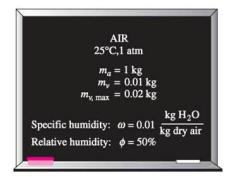 AIR
25°C,1 atm
m_a = 1 kg
m_v = 0.01 kg
m_v, max = 0.02 kg
Specific humidity: ω = 0.01 kg H₂O / kg dry air
Relative humidity: ϕ = 50%